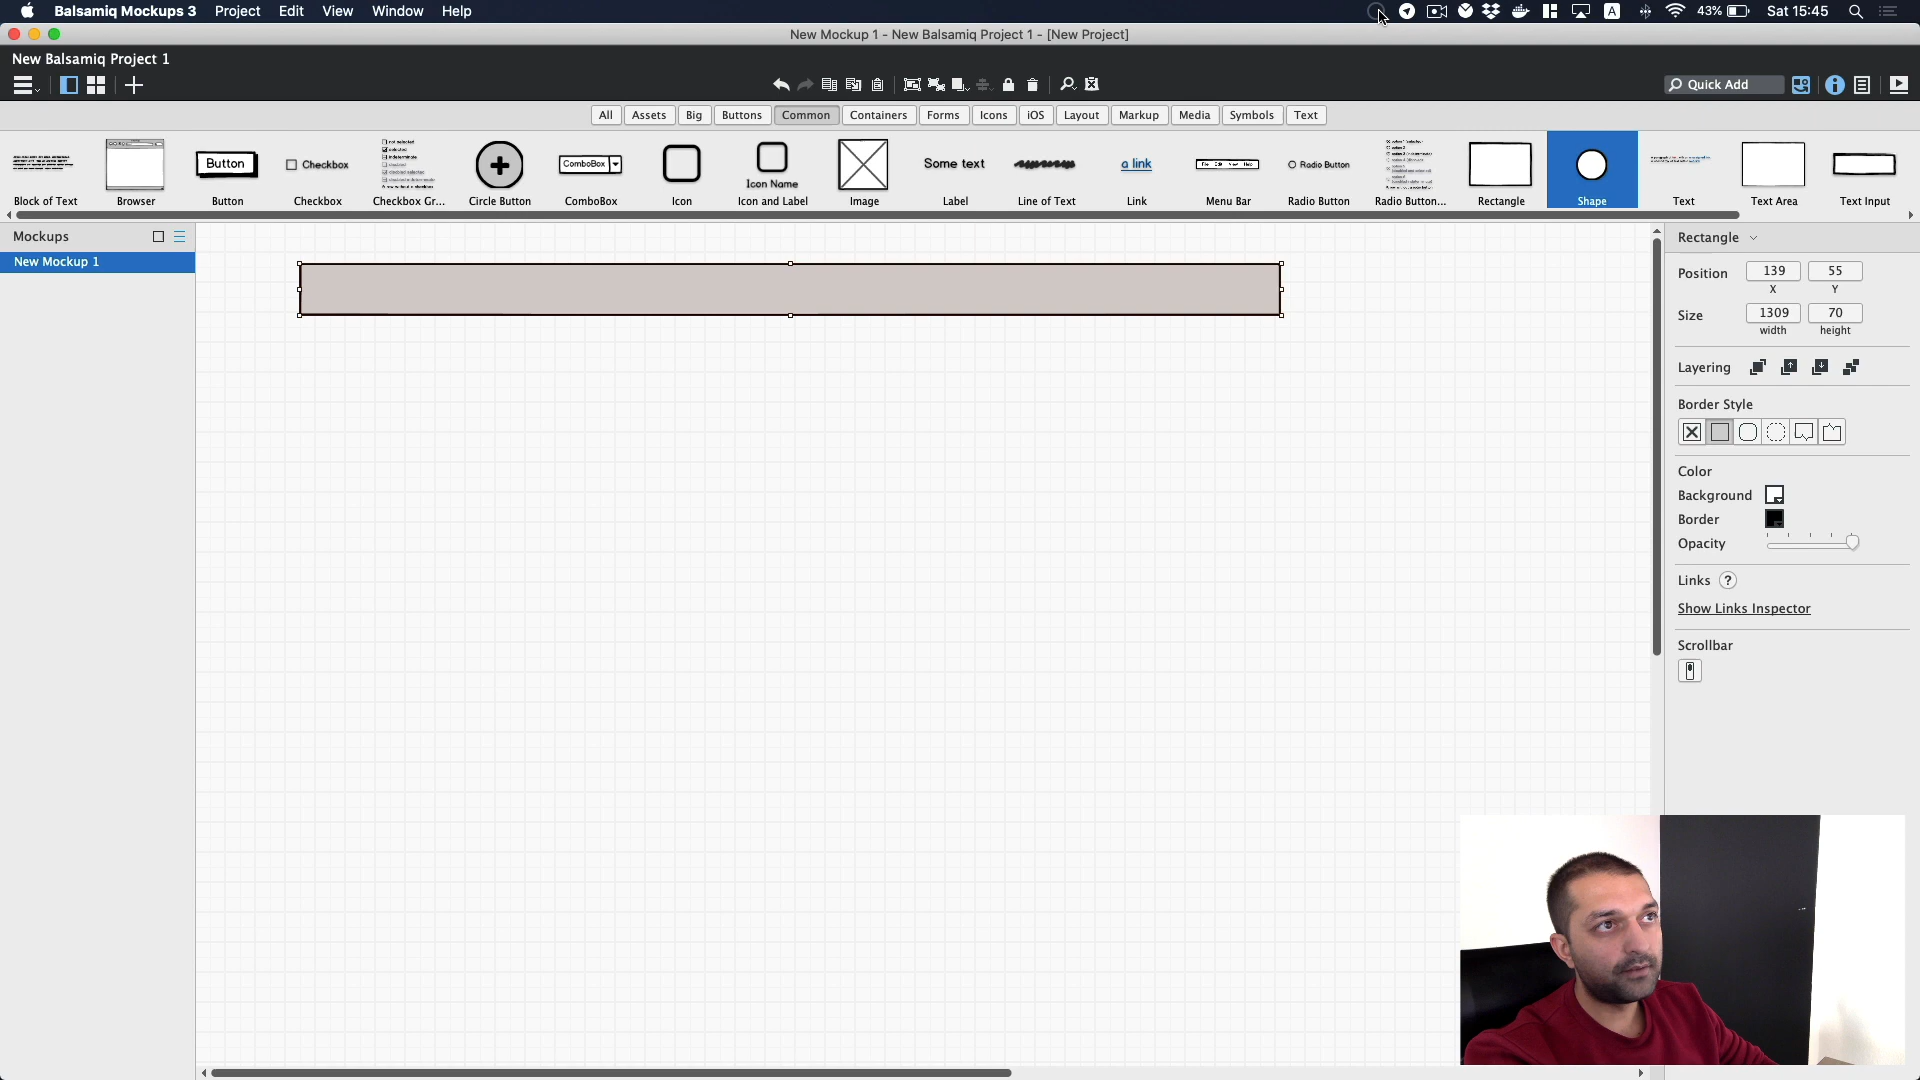 Balsamiq Mockups 3 Project Edit View Window Help
A 43% Sat 15:45
New Mockup 1 - New Balsamiq Project 1 - [New Project]
New Balsamiq Project 1
Quick Add
All Assets Big Buttons Common Containers Forms Icons iOS Layout Markup Media Symbols Text
Button Checkbox ComboBox Icon Name Some text a link File Edit View Help Radio Button
Block of Text Browser Button Checkbox Checkbox Gr... Circle Button ComboBox Icon Icon and Label Image Label Line of Text Link Menu Bar Radio Button Radio Button... Rectangle Shape Text Text Area Text Input
Mockups
New Mockup 1
Rectangle
Position 139 55
X Y
Size 1309 70
width height
Layering
Border Style
Color
Background
Border
Opacity
Links ?
Show Links Inspector
Scrollbar